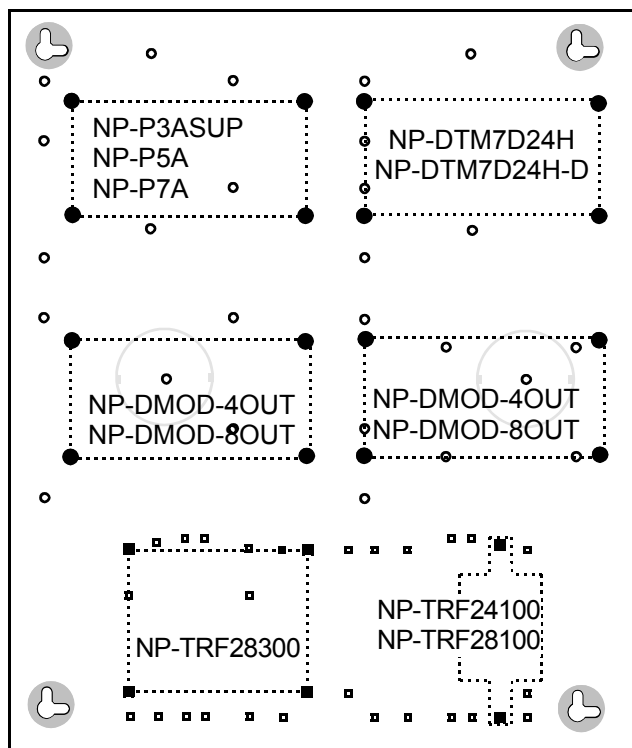 NP-P3ASUP
NP-P5A
NP-P7A
NP-DTM7D24H
NP-DTM7D24H-D
NP-DMOD-4OUT
NP-DMOD-8OUT
NP-DMOD-4OUT
NP-DMOD-8OUT
NP-TRF28300
NP-TRF24100
NP-TRF28100